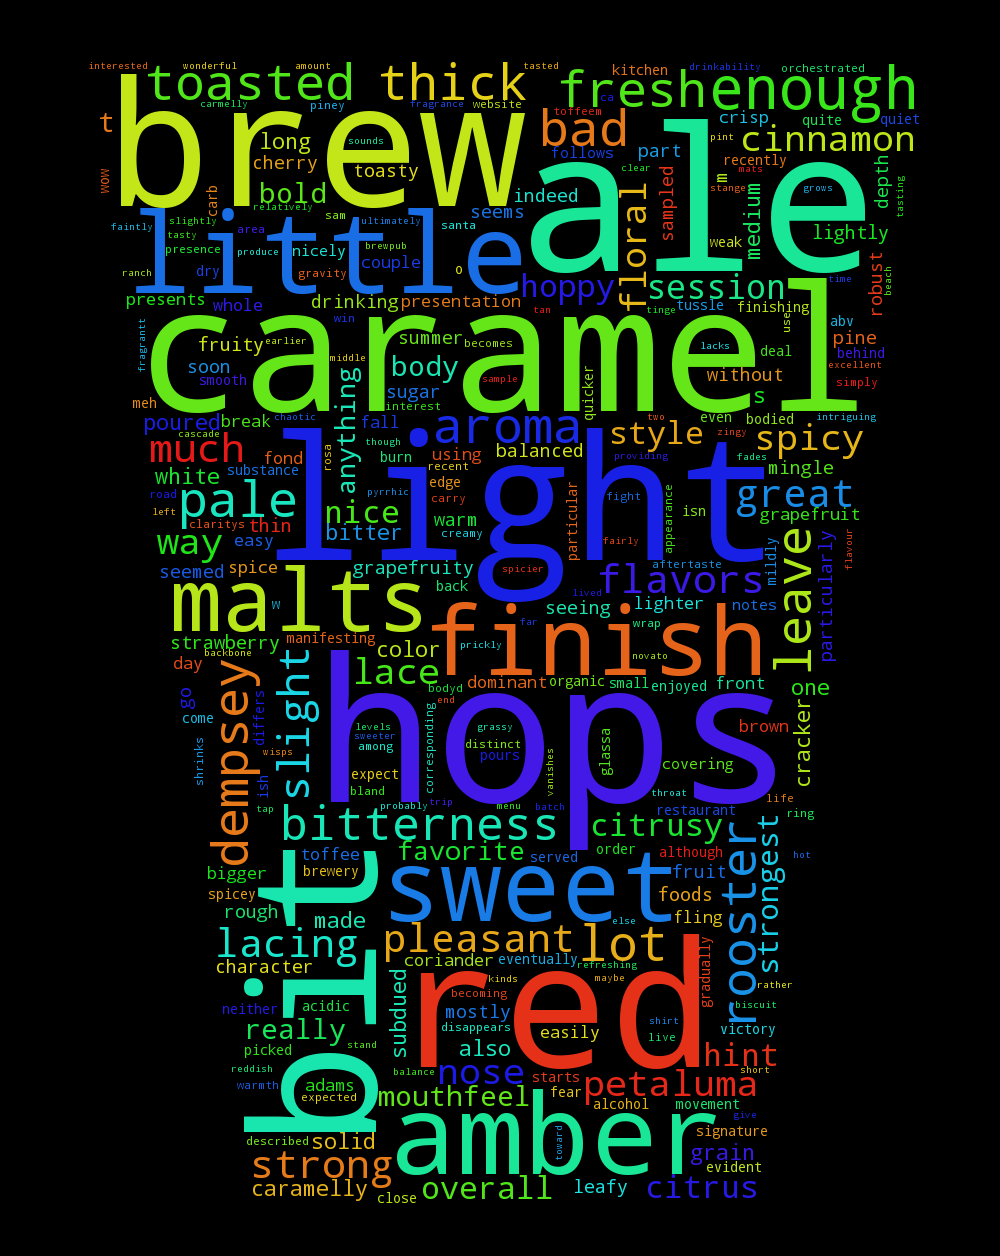 interested wonderful amount tasted
toasted thick kitchen drinkability orchestrated
fresh enough
carmelly piney fragrance website toffeem ca
brew
t long sounds bad crisp quite quiet
pint cinnamon
cherry toasty follows part recently
clear mats
wow carb bold indeed floral sampled m stange grows depth tasting
ale
relatively
faintly slightly sam ultimately santa seems medium lightly
tasty area
presence produce nicely brewpub weak
little
ranch dry gravity couple o hoppy session robust beach time
presents whole drinking presentation tan tinge tussle finishing
win use abv
fragrantt fruity earlier summer becomes lacks deal pine behind
caramel
soon middle body sample without excellent
smooth sugar quicker s simply
meh interest
poured break chaotic fall aroma two even bodied intriguing
cascade anything though style zingy spicy
much fond rosa burn using balanced providing fades
white substance recent edge mingle
road pyrrhic carry particular fight great
left pale nice appearance isn grapefruit
claritys thin warm creamy
way easy bitter light fairly leave mildly particularly flavour
seemed spice grapefruity spicier aftertaste
back lived flavors
malts w seeing lighter notes
finish far wrap
strawberry manifesting prickly
backbone color novato
day lace dominant organic small enjoyed front one
go slight bodyd end
come dempsey differs levels hops grassy brown cracker
sweeter corresponding
among distinct glassa
shrinks wisps pours covering
ish expect vanishes
bland throat life
tap probably trip menu batch restaurant ring
bitterness citrusy rooster strongest
toffee favorite served order although hot
bigger brewery sweet fruit
spicey foods
rough made else fling
lacing pleasant lot
character coriander eventually refreshing gradually
kinds maybe rather
neither acidic subdued becoming biscuit
bit mostly red shirt
really disappears easily live victory
picked stand also hint
reddish balance nose starts short
warmth adams petaluma
expected mouthfeel fear alcohol movement
amber give
described solid toward signature
strong grain
evident
caramelly close overall leafy citrus